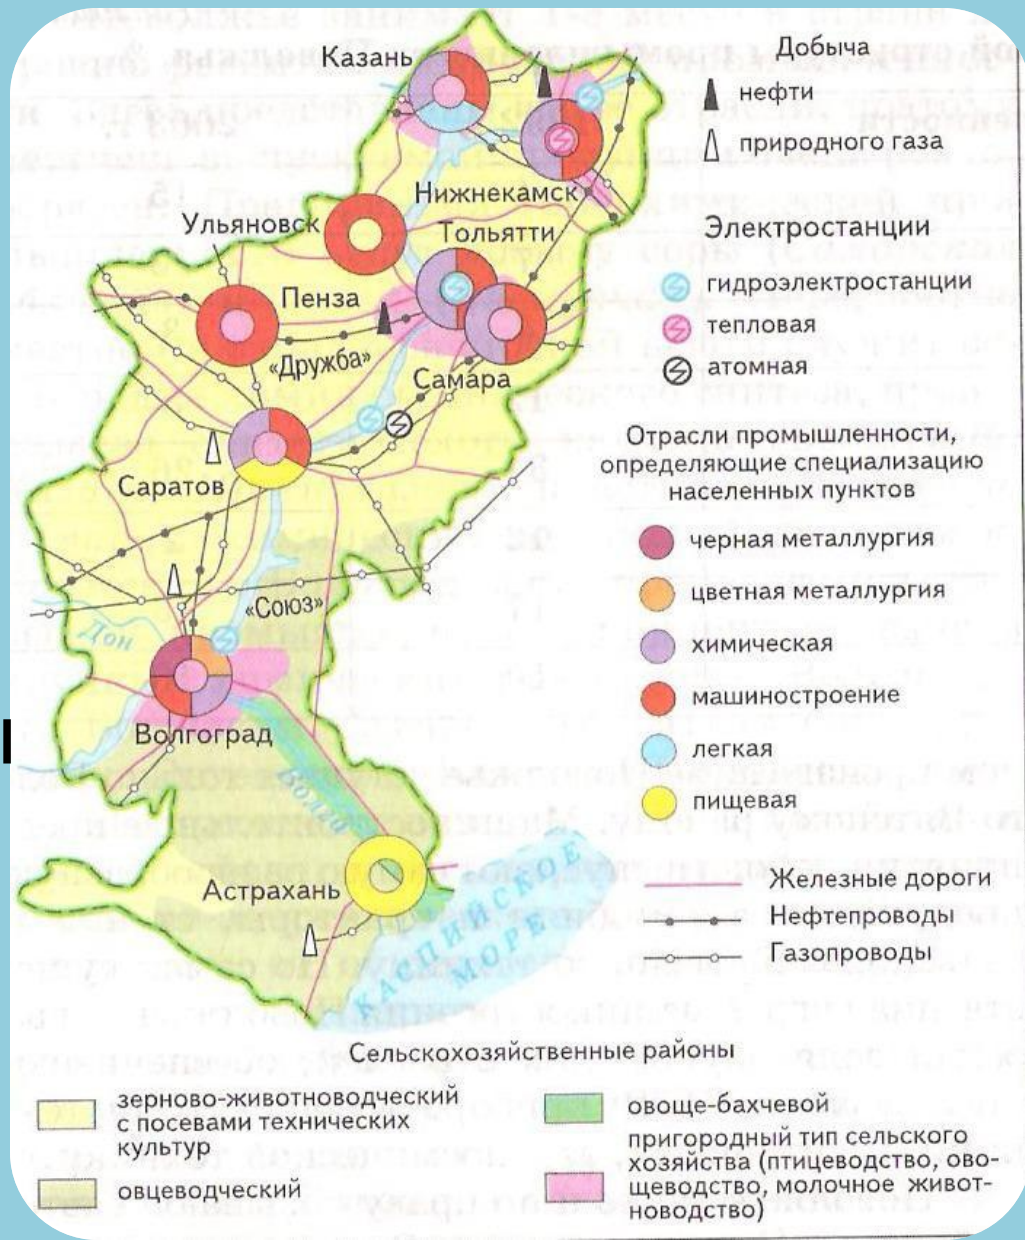 Казань
Нижнекамск
Ульяновск
Тольятти
Пенза
«Дружба»
Самара
Саратов
«Союз»
Дон
Волгоград
Астрахань
КАСПИЙСКОЕ
МОРЕ
Добыча
нефти
природного газа
Электростанции
гидроэлектростанции
тепловая
атомная
Отрасли промышленности,
определяющие специализацию
населенных пунктов
черная металлургия
цветная металлургия
химическая
машиностроение
легкая
пищевая
Железные дороги
Нефтепроводы
Газопроводы
Сельскохозяйственные районы
зерново-животноводческий
с посевами технических
культур
овцеводческий
овоще-бахчевой
пригородный тип сельского
хозяйства (птицеводство, ово-
щеводство, молочное живот-
новодство)